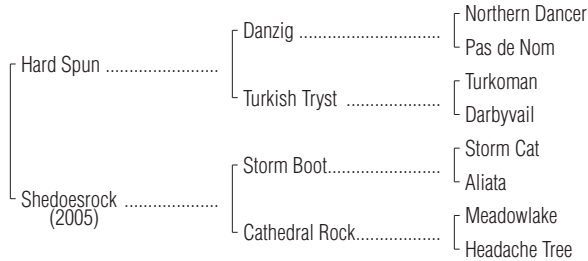 Northern Dancer
Danzig ....................................
Pas de Nom
Hard Spun .............................
Turkoman
Turkish Tryst ........................
Darbyvail
Storm Cat
Storm Boot.............................
Aliata
Shedoesrock ........................
(2005)
Meadowlake
Cathedral Rock......................
Headache Tree